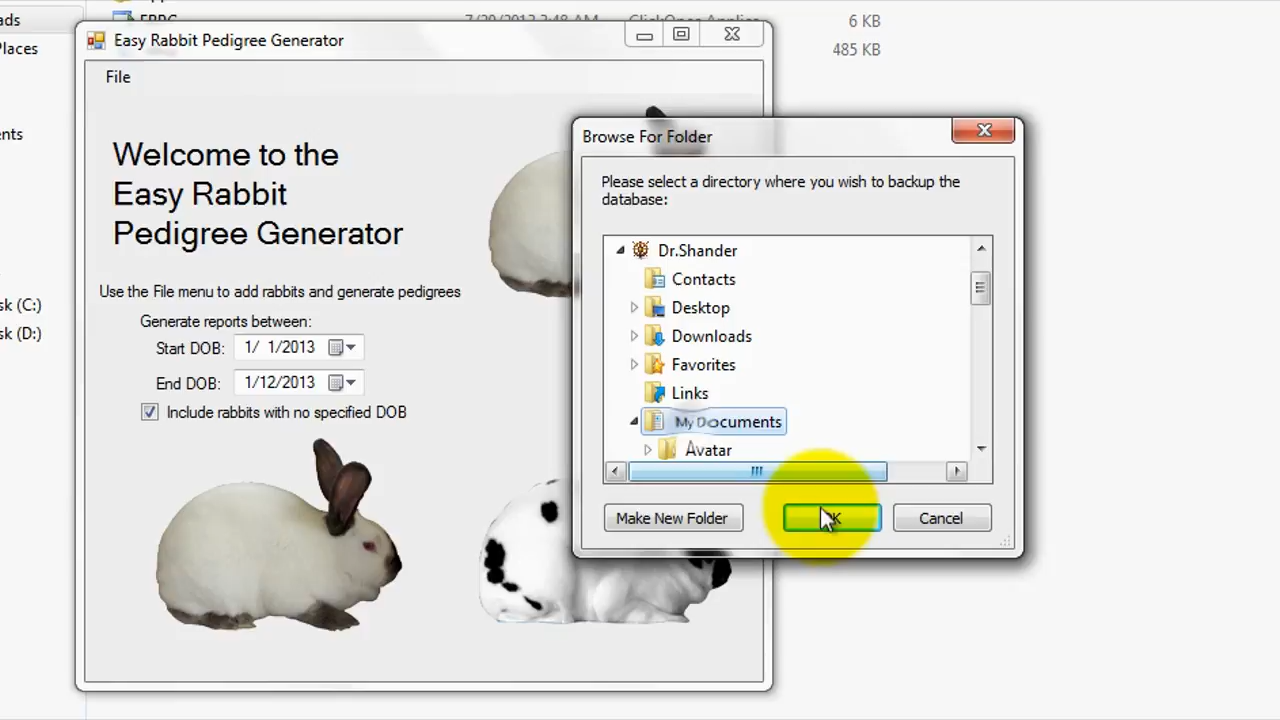 ads
6 KB
Places
485 KB
Easy Rabbit Pedigree Generator
File
ents
sk (C:)
sk (D:)
Welcome to the
Easy Rabbit
Pedigree Generator
Use the File menu to add rabbits and generate pedigrees
Generate reports between:
Start DOB: 1/ 1/2013
End DOB: 1/12/2013
Include rabbits with no specified DOB
Browse For Folder
Please select a directory where you wish to backup the
database:
Dr.Shander
Contacts
Desktop
Downloads
Favorites
Links
My Documents
Avatar
Make New Folder
OK
Cancel